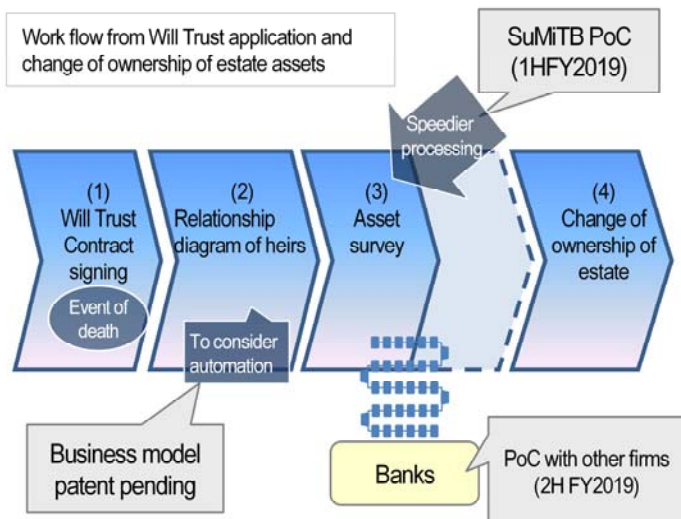 Work flow from Will Trust application and
change of ownership of estate assets
SuMiTB PoC
(1HFY2019)
Speedier
processing
(1)
Will Trust
Contract
signing
Event of
death
(2)
Relationship
diagram of heirs
To consider
automation
(3)
Asset
survey
(4)
Change of
ownership of
estate
Business model
patent pending
Banks
PoC with other firms
(2H FY2019)